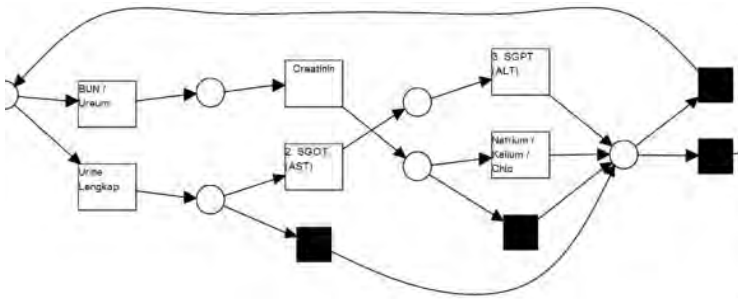 BUN /
Ureum
Creatinin
3. SGPT
(ALT)
Urine
Lengkap
2. SGOT
(AST)
Natrium /
Kalium /
Chlo